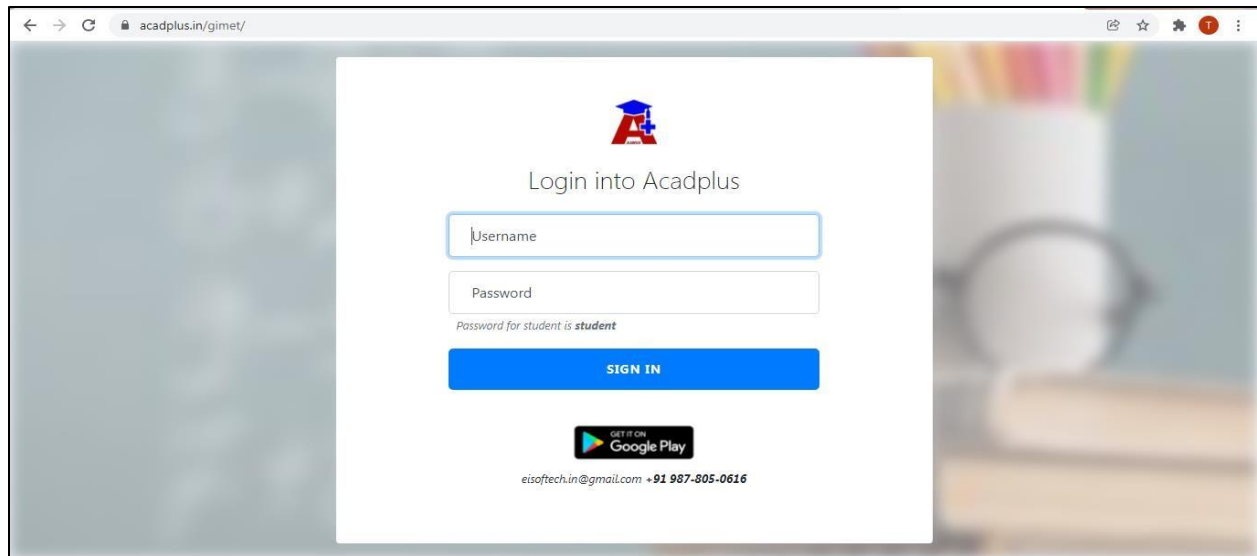 acadplus.in/gimet/
T
Login into Acadplus
Username
Password
Password for student is student
SIGN IN
GET IT ON
Google Play
eisoftech.in@gmail.com +91 987-805-0616